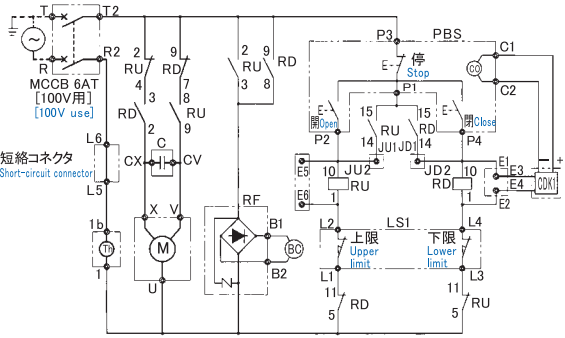 T T2
P3 PBS
C1
停
Stop
E
CO
C2
R R2
MCCB 6AT
[100V用]
[100V use]
2 9
RU RD
4 7
3 8
RD RU
2 9
2 9
RU RD
3 8
P1
E E
開Open 閉Close
15 15
RU RD
14 14
P2 JU1 JD1 P4
L6
短絡コネクタ
Short-circuit connector
L5
C
CX CV
E5 JU2 JD2 E1
E3
E4
CDK1
+
E6 E2
10 10
RU RD
1 1
1b
Th
1
X V
M
U
RF
B1
BC
B2
L2 LS1 L4
上限
Upper
limit
下限
Lower
limit
L1 L3
11 11
RD RU
5 5